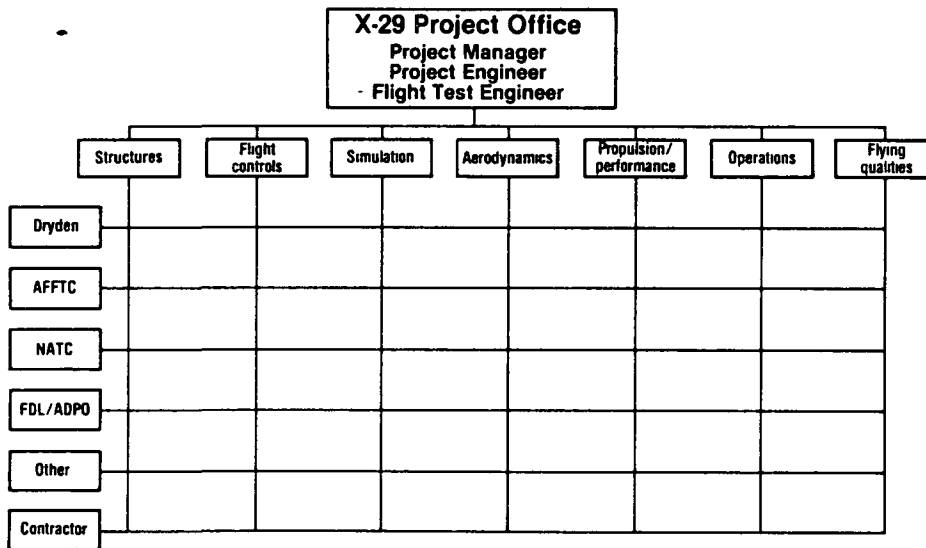 X-29 Project Office
Project Manager
Project Engineer
Flight Test Engineer
Structures
Flight
controls
Simulation
Aerodynamics
Propulsion/
performance
Operations
Flying
qualities
Dryden
AFFTC
NATC
FDL/ADPO
Other
Contractor